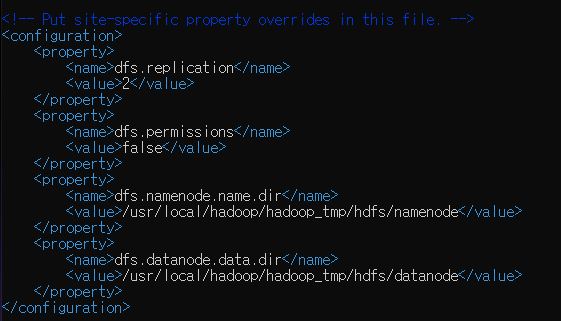 <!-- Put site-specific property overrides in this file. -->
<configuration>
    <property>
        <name>dfs.replication</name>
        <value>2</value>
    </property>
    <property>
        <name>dfs.permissions</name>
        <value>false</value>
    </property>
    <property>
        <name>dfs.namenode.name.dir</name>
        <value>/usr/local/hadoop/hadoop_tmp/hdfs/namenode</value>
    </property>
    <property>
        <name>dfs.datanode.data.dir</name>
        <value>/usr/local/hadoop/hadoop_tmp/hdfs/datanode</value>
    </property>
</configuration>